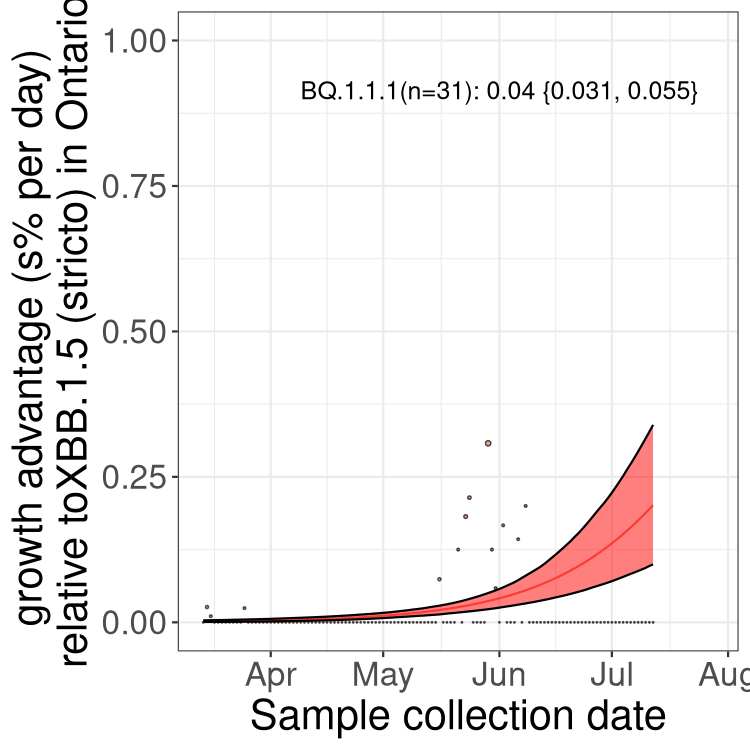 growth advantage (s% per day)
relative toXBB.1.5 (stricto) in Ontario
1.00
0.75
0.50
0.25
0.00
BQ.1.1.1(n=31): 0.04 {0.031, 0.055}
Apr May Jun Jul Aug
Sample collection date